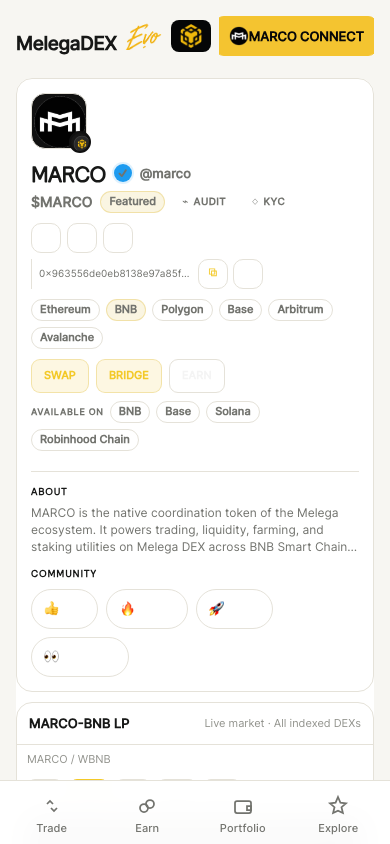 MelegaDEX Evo MARCO CONNECT
MARCO @marco
$MARCO Featured AUDIT KYC
0x963556de0eb8138e97a85f...
Ethereum BNB Polygon Base Arbitrum
Avalanche
SWAP BRIDGE EARN
AVAILABLE ON BNB Base Solana
Robinhood Chain
ABOUT
MARCO is the native coordination token of the Melega
ecosystem. It powers trading, liquidity, farming, and
staking utilities on Melega DEX across BNB Smart Chain...
COMMUNITY
MARCO-BNB LP Live market · All indexed DEXs
MARCO / WBNB
Trade Earn Portfolio Explore